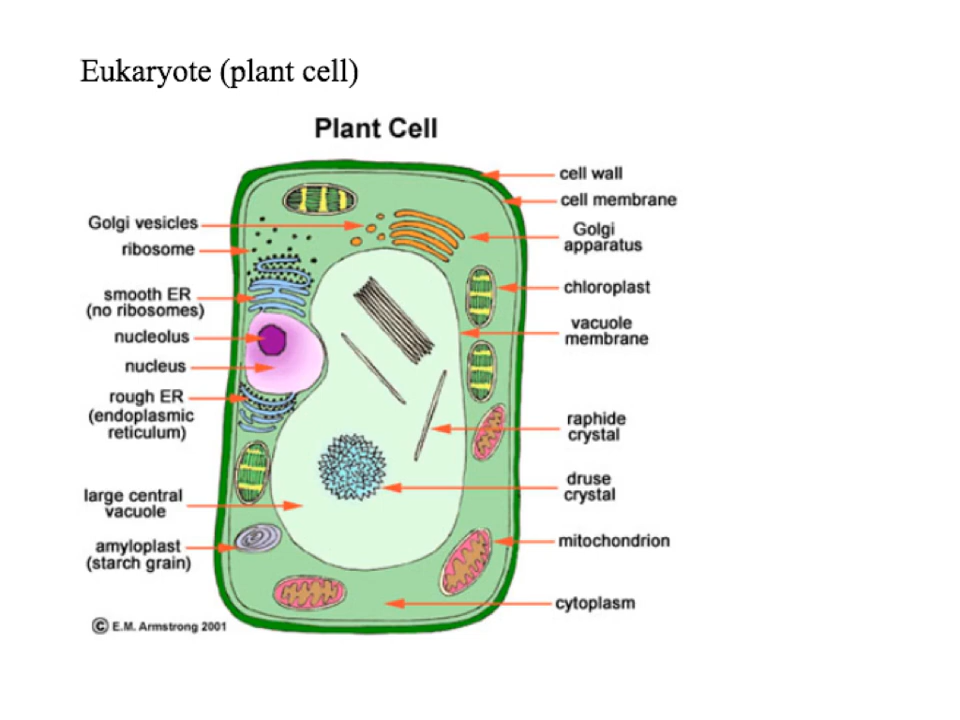 Eukaryote (plant cell)
Plant Cell
Golgi vesicles
ribosome
smooth ER
(no ribosomes)
nucleolus
nucleus
rough ER
(endoplasmic
reticulum)
large central
vacuole
amyloplast
(starch grain)
cell wall
cell membrane
Golgi
apparatus
chloroplast
vacuole
membrane
raphide
crystal
druse
crystal
mitochondrion
cytoplasm
© E.M. Armstrong 2001